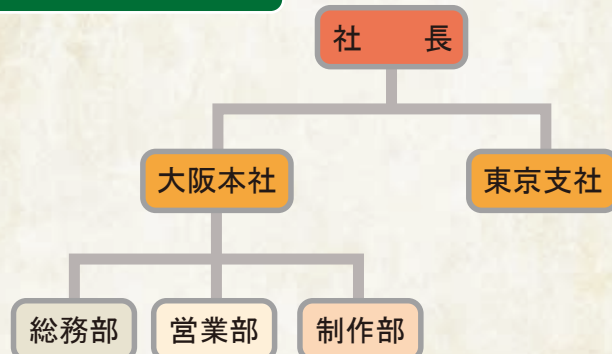 社　長
大阪本社
東京支社
総務部
営業部
制作部